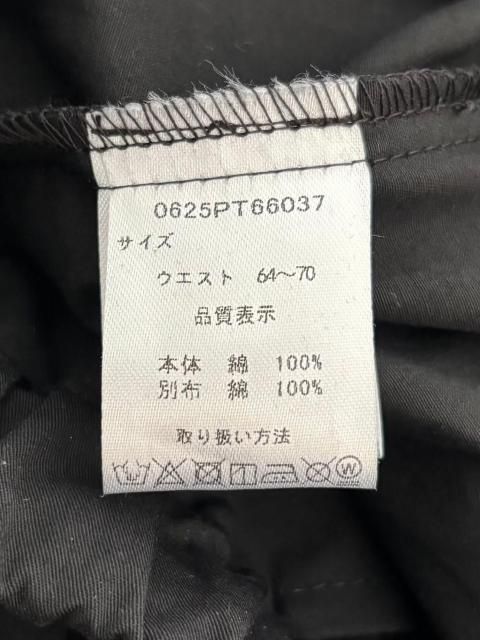 0625PT66037
サイズ
ウエスト 64～70
品質表示
本体 綿 100%
別布 綿 100%
取り扱い方法
W